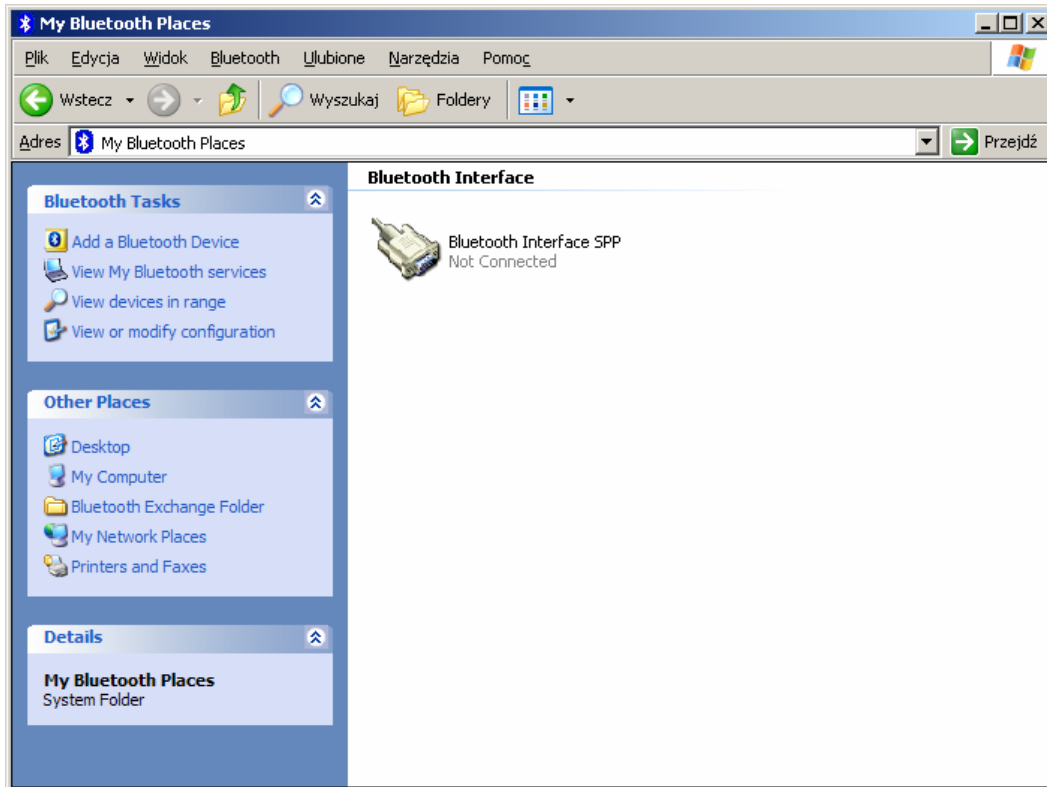 My Bluetooth Places
Plik Edycja Widok Bluetooth Ulubione Narzędzia Pomoc
Wstecz Wyszukaj Foldery
Adres My Bluetooth Places Przejdź
Bluetooth Tasks
Add a Bluetooth Device
View My Bluetooth services
View devices in range
View or modify configuration
Other Places
Desktop
My Computer
Bluetooth Exchange Folder
My Network Places
Printers and Faxes
Details
My Bluetooth Places
System Folder
Bluetooth Interface
Bluetooth Interface SPP
Not Connected